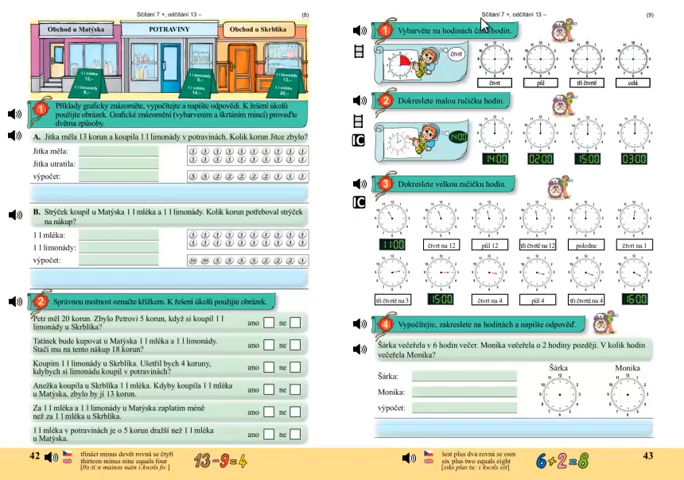 Sčítání 7 +, odčítání 13 –
(8)
Obchod u Matýska
POTRAVINY
Obchod u Skrblíka
1 Příklady graficky znázorněte, vypočítejte a napište odpovědi. K řešení úkolů
použijte obrázek. Grafické znázornění (vybarvením a škrtáním mincí) proveďte
dvěma způsoby.
A. Jitka měla 13 korun a koupila 1 l limonády v potravinách. Kolik korun Jitce zbylo?
Jitka měla:
Jitka utratila:
výpočet:
B. Strýček koupil u Matýska 1 l mléka a 1 l limonády. Kolik korun potřeboval strýček
na nákup?
1 l mléka:
1 l limonády:
výpočet:
2 Správnou možnost označte křížkem. K řešení úkolů použijte obrázek.
Petr měl 20 korun. Zbylo Petrovi 5 korun, když si koupil 1 l
limonády u Skrblíka?
ano ne
Tatínek bude kupovat u Matýska 1 l mléka a 1 l limonády.
Stačí mu na tento nákup 18 korun?
ano ne
Koupím 1 l limonády u Skrblíka. Ušetřil bych 4 koruny,
kdybych si limonádu koupil v potravinách?
ano ne
Anežka koupila u Skrblíka 1 l mléka. Kdyby koupila 1 l mléka
u Matýska, zbylo by jí 13 korun.
ano ne
Za 1 l mléka a 1 l limonády u Matýska zaplatím méně
než za 1 l mléka u Skrblíka.
ano ne
1 l mléka v potravinách je o 5 korun dražší než 1 l mléka
u Matýska.
ano ne
42
třináct minus devět rovná se čtyři
thirteen minus nine equals four
13-9=4
Sčítání 7 +, odčítání 13 –
(9)
1 Vybarvěte na hodinách část hodin.
čtvrt
čtvrt
půl
tři čtvrtě
celá
2 Dokreslete malou ručičku hodin.
14:00
14:00
02:00
15:00
03:00
3 Dokreslete velkou ručičku hodin.
11:00
čtvrt na 12
půl 12
tři čtvrtě na 12
poledne
čtvrt na 1
tři čtvrtě na 3
15:00
čtvrt na 4
půl 4
tři čtvrtě na 4
16:00
4 Vypočítejte, zakreslete na hodinách a napište odpověď.
Šárka večeřela v 6 hodin večer. Monika večeřela o 2 hodiny později. V kolik hodin
večeřela Monika?
Šárka
Monika
Šárka:
Monika:
výpočet:
šest plus dva rovná se osm
six plus two equals eight
6+2=8
43